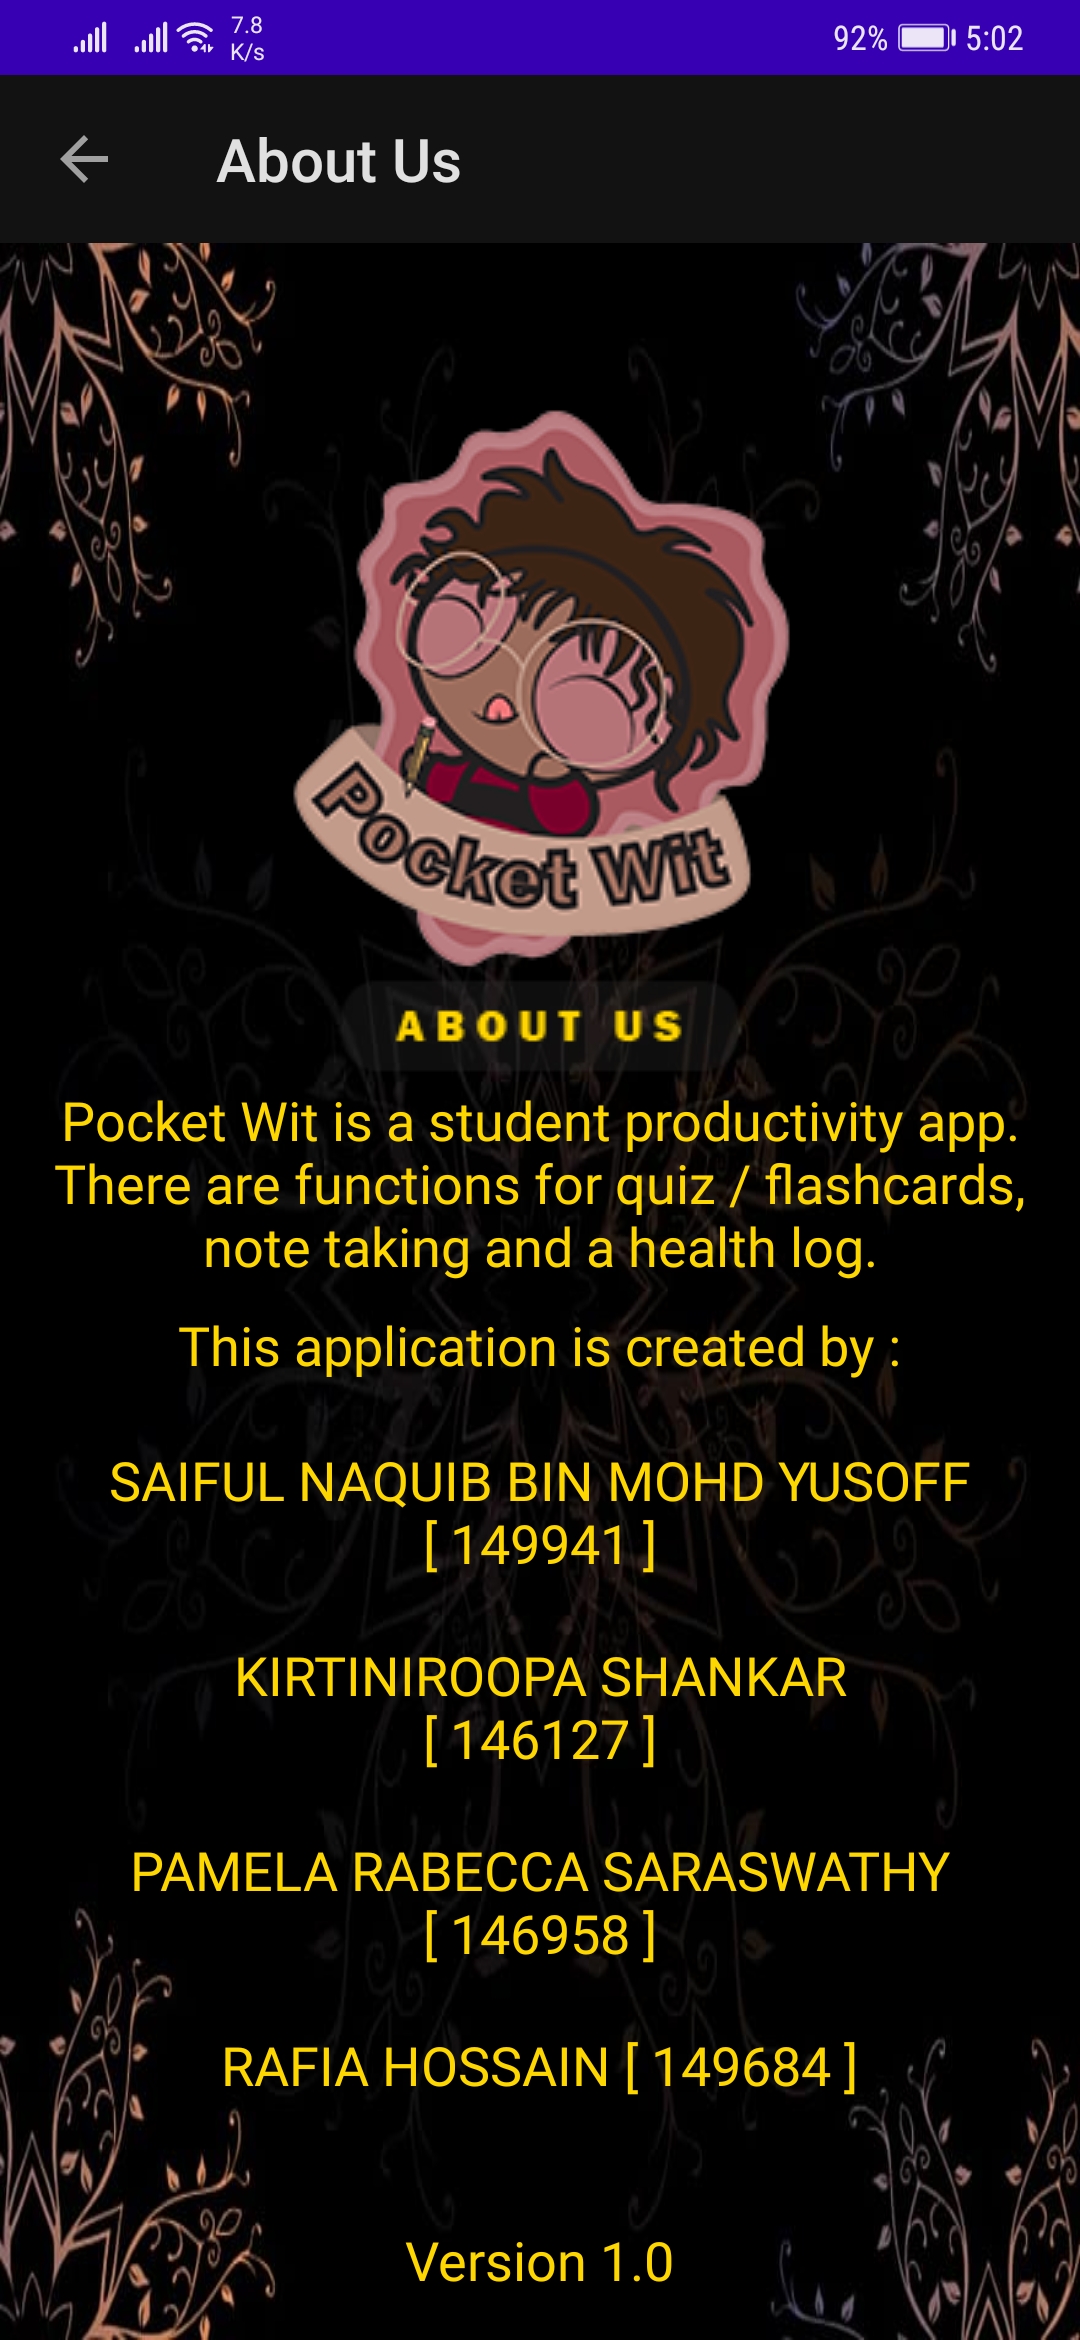 7.8
K/s
92%
5:02
About Us
Pocket Wit
ABOUT US
Pocket Wit is a student productivity app.
There are functions for quiz / flashcards,
note taking and a health log.
This application is created by :
SAIFUL NAQUIB BIN MOHD YUSOFF
[ 149941 ]
KIRTINIROOPA SHANKAR
[ 146127 ]
PAMELA RABECCA SARASWATHY
[ 146958 ]
RAFIA HOSSAIN [ 149684 ]
Version 1.0